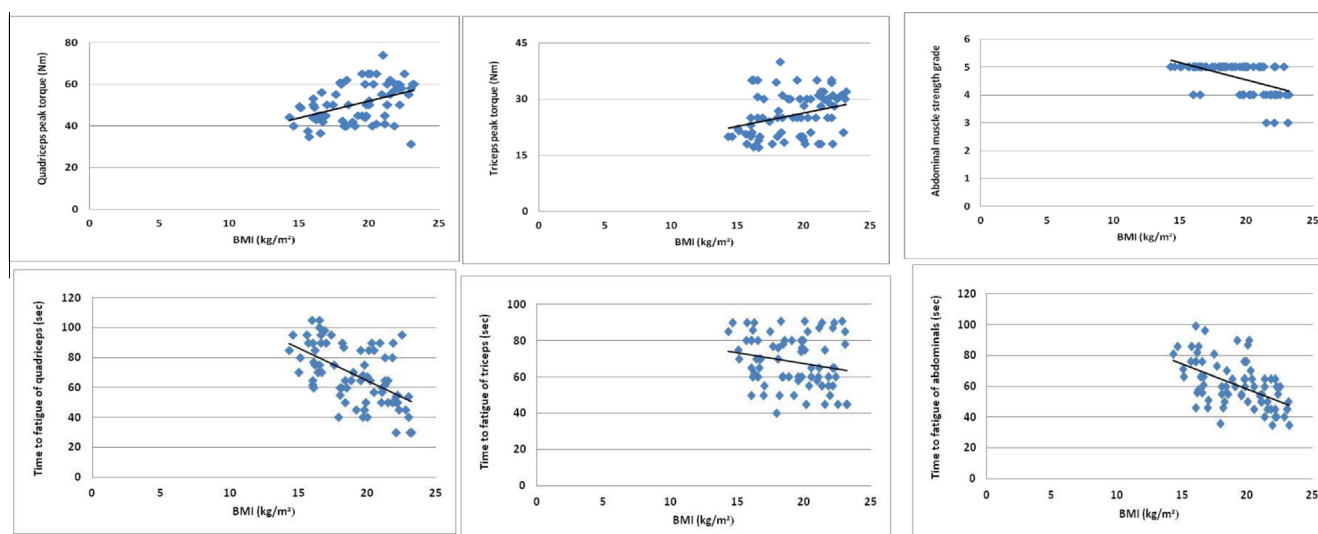 Quadriceps peak torque (Nm)
80
60
40
20
0
0 5 10 15 20 25
BMI (kg/m²)
Triceps peak torque (Nm)
45
30
15
0
0 5 10 15 20 25
BMI (kg/m²)
Abdominal muscle strength grade
6
5
4
3
2
1
0
0 5 10 15 20 25
BMI (kg/m²)
Time to fatigue of quadriceps (sec)
120
100
80
60
40
20
0
0 5 10 15 20 25
BMI (kg/m²)
Time to fatigue of triceps (sec)
100
80
60
40
20
0
0 5 10 15 20 25
BMI (kg/m²)
Time to fatigue of abdominals (sec)
120
100
80
60
40
20
0
0 5 10 15 20 25
BMI (kg/m²)